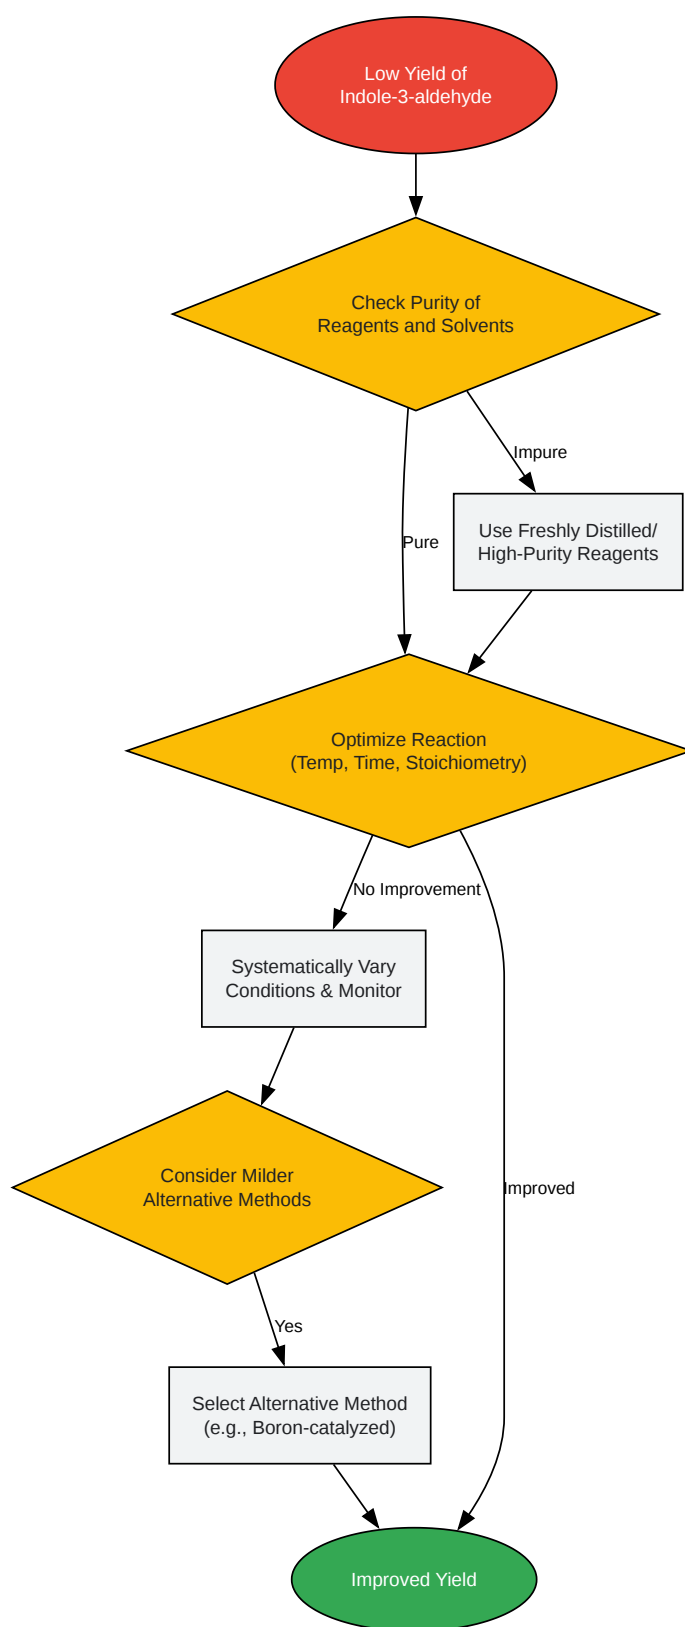 Low Yield of
Indole-3-aldehyde
Check Purity of
Reagents and Solvents
Impure
Use Freshly Distilled/
High-Purity Reagents
Pure
Optimize Reaction
(Temp, Time, Stoichiometry)
No Improvement
Systematically Vary
Conditions & Monitor
Consider Milder
Alternative Methods
Improved
Yes
Select Alternative Method
(e.g., Boron-catalyzed)
Improved Yield